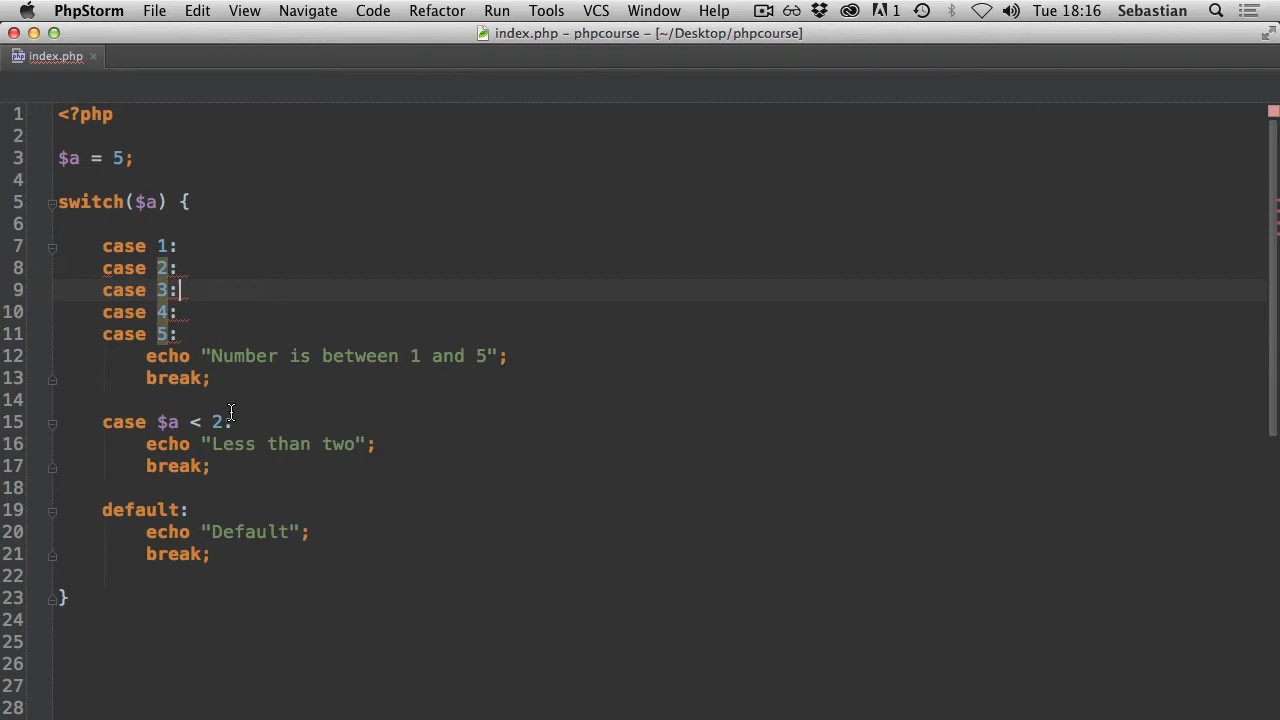 PhpStorm File Edit View Navigate Code Refactor Run Tools VCS Window Help 1 Tue 18:16 Sebastian
index.php – phpcourse – [~/Desktop/phpcourse]
index.php
1 <?php
2
3 $a = 5;
4
5 switch($a) {
6
7 case 1:
8 case 2:
9 case 3:
10 case 4:
11 case 5:
12 echo "Number is between 1 and 5";
13 break;
14
15 case $a < 2:
16 echo "Less than two";
17 break;
18
19 default:
20 echo "Default";
21 break;
22
23 }
24
25
26
27
28